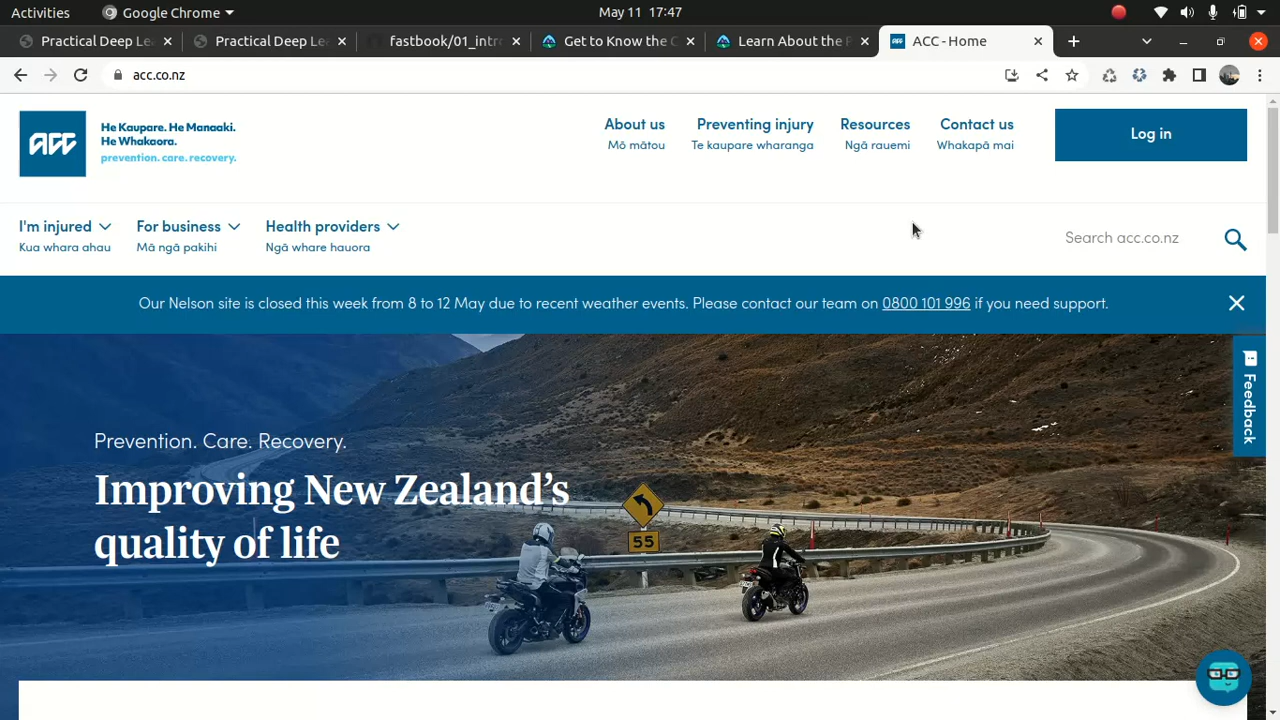 Activities
Google Chrome
May 11 17:47
Practical Deep Lea
Practical Deep Lea
fastbook/01_intro
Get to Know the C
Learn About the P
ACC - Home
acc.co.nz
acc
He Kaupare. He Manaaki.
He Whakaora.
prevention. care. recovery.
About us
Mō mātou
Preventing injury
Te kaupare wharanga
Resources
Ngā rauemi
Contact us
Whakapā mai
Log in
I'm injured
Kua whara ahau
For business
Mā ngā pakihi
Health providers
Ngā whare hauora
Search acc.co.nz
Our Nelson site is closed this week from 8 to 12 May due to recent weather events. Please contact our team on 0800 101 996 if you need support.
Feedback
Prevention. Care. Recovery.
Improving New Zealand’s
quality of life
55